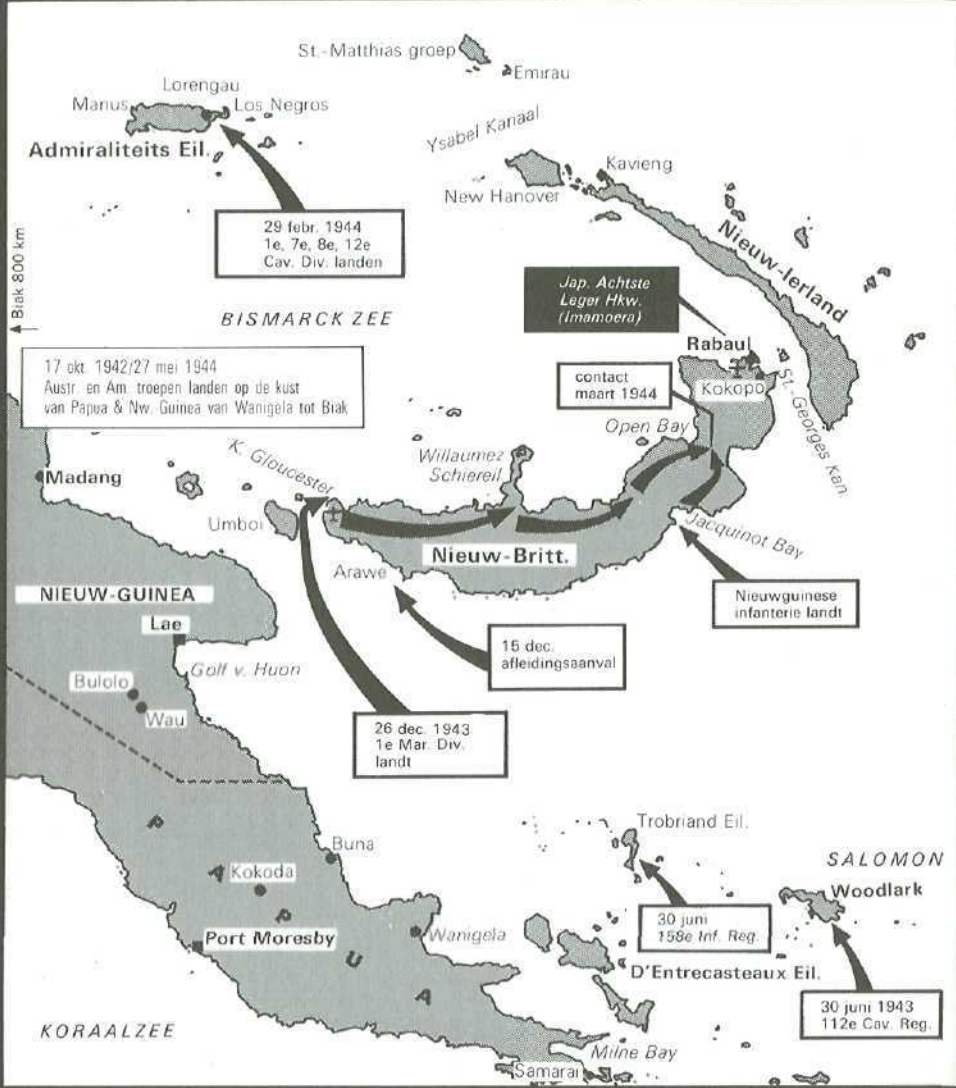 St.-Matthias groep
Emirau
Lorengau
Manus
Los Negros
Admiraliteits Eil.
Ysabel Kanaal
Kavieng
New Hanover
29 febr. 1944
1e, 7e, 8e, 12e
Cav. Div. landen
Nieuw-Ierland
Biak 800 km
Jap. Achtste
Leger Hkw.
(Imamoera)
BISMARCK ZEE
Rabaul
17 okt. 1942/27 mei 1944
Austr. en Am. troepen landen op de kust
van Papua & Nw. Guinea van Wanigela tot Biak
contact
maart 1944
Kokopo
St.-Georges Kan.
Open Bay
K. Gloucester
Willaumez
Schiereil.
Madang
Umboi
Jacquinot Bay
Nieuw-Britt.
Arawe
NIEUW-GUINEA
Nieuwguinese
infanterie landt
Lae
15 dec.
afleidingsaanval
Golf v. Huon
Bulolo
Wau
26 dec. 1943
1e Mar. Div.
landt
PAPUA
Trobriand Eil.
Buna
SALOMON
Kokoda
Woodlark
30 juni
158e Inf. Reg.
Port Moresby
Wanigela
D'Entrecasteaux Eil.
30 juni 1943
112e Cav. Reg.
KORAALZEE
Milne Bay
Samarai